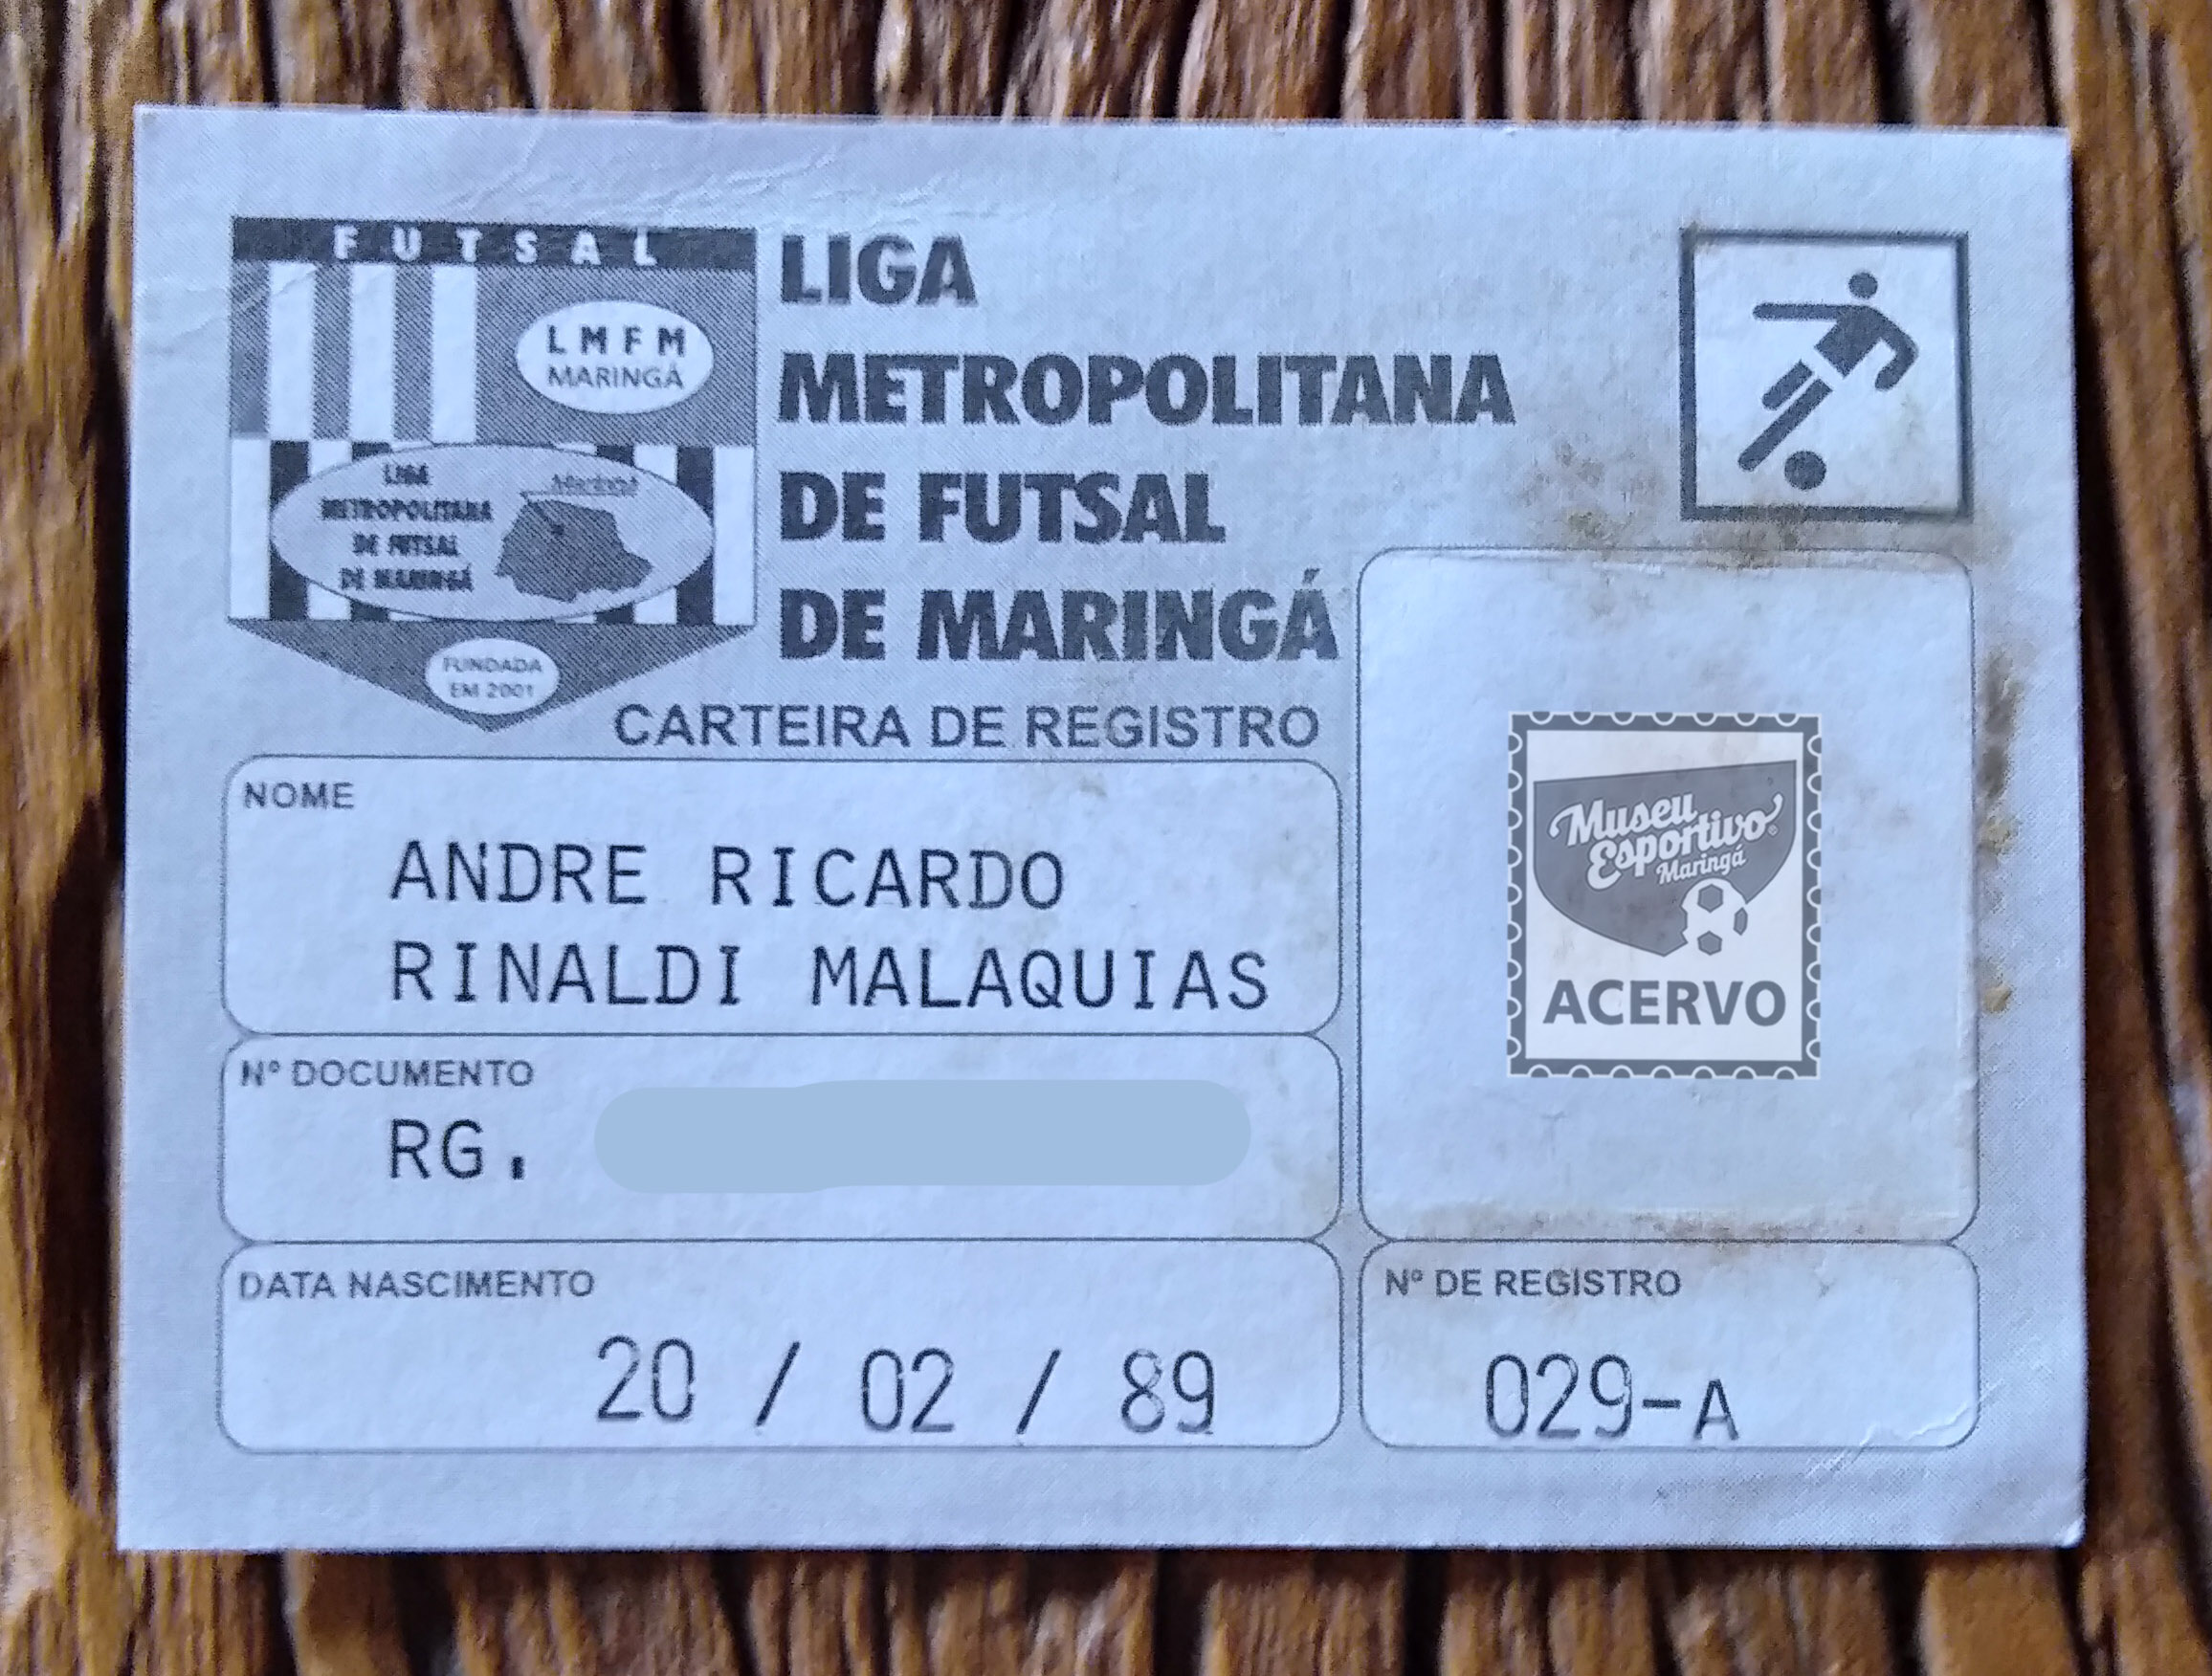 FUTSAL
LMFM
MARINGÁ
LIGA
METROPOLITANA
DE FUTSAL
DE MARINGÁ
Maringá
FUNDADA
EM 2001
LIGA
METROPOLITANA
DE FUTSAL
DE MARINGÁ
CARTEIRA DE REGISTRO
NOME
ANDRE RICARDO
RINALDI MALAQUIAS
Nº DOCUMENTO
RG.
DATA NASCIMENTO
20 / 02 / 89
Museu
Esportivo
Maringá
ACERVO
Nº DE REGISTRO
029-A